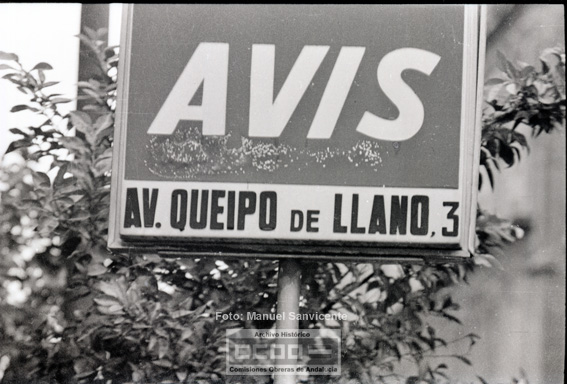 AVIS
AV. QUEIPO DE LLANO, 3
Foto: Manuel Sanvicente
Archivo Histórico
Comisiones Obreras de Andalucía